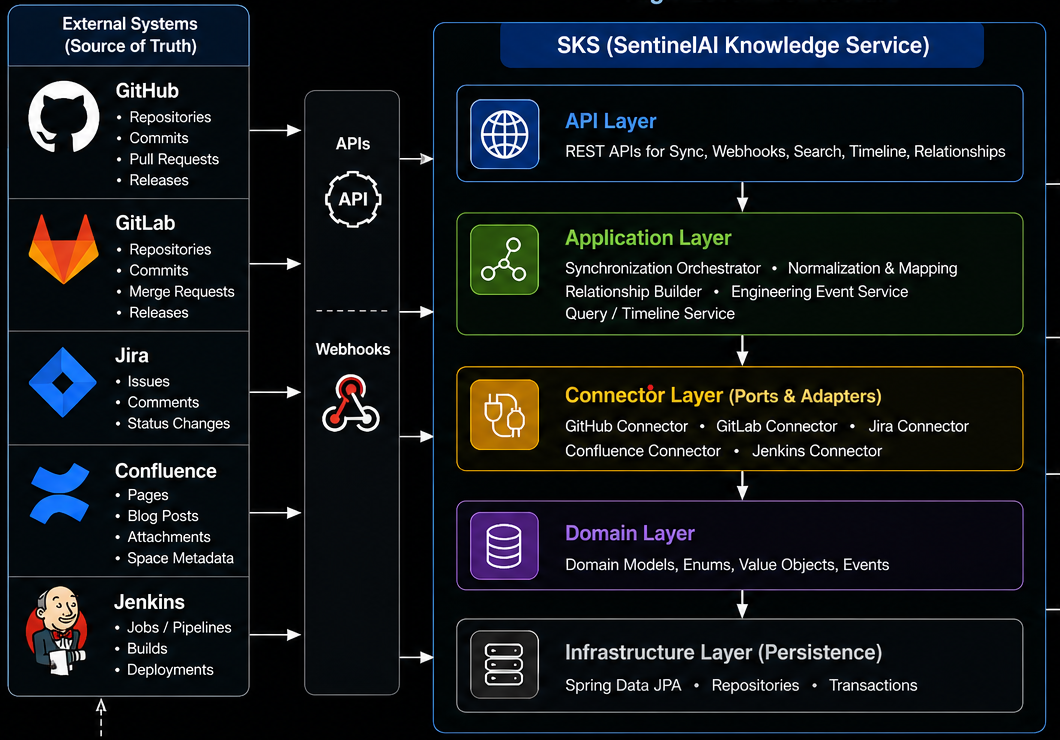 External Systems
(Source of Truth)
GitHub
• Repositories
• Commits
• Pull Requests
• Releases
GitLab
• Repositories
• Commits
• Merge Requests
• Releases
Jira
• Issues
• Comments
• Status Changes
Confluence
• Pages
• Blog Posts
• Attachments
• Space Metadata
Jenkins
• Jobs / Pipelines
• Builds
• Deployments
APIs
API
Webhooks
SKS (SentinelAI Knowledge Service)
API Layer
REST APIs for Sync, Webhooks, Search, Timeline, Relationships
Application Layer
Synchronization Orchestrator • Normalization & Mapping
Relationship Builder • Engineering Event Service
Query / Timeline Service
Connector Layer (Ports & Adapters)
GitHub Connector • GitLab Connector • Jira Connector
Confluence Connector • Jenkins Connector
Domain Layer
Domain Models, Enums, Value Objects, Events
Infrastructure Layer (Persistence)
Spring Data JPA • Repositories • Transactions